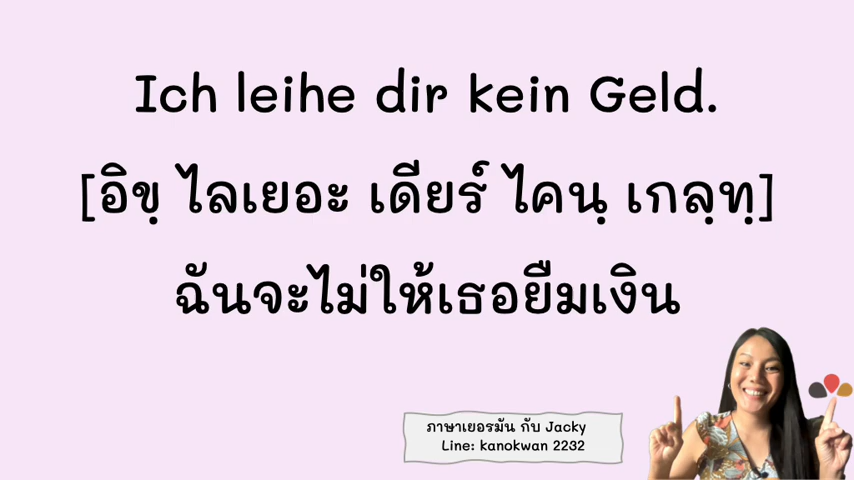 Ich leihe dir kein Geld.
[อิขฺ ไลเยอะ เดียร์ ไคนฺ เกลฺทฺ]
ฉันจะไม่ให้เธอยืมเงิน
ภาษาเยอรมัน กับ Jacky
Line: kanokwan 2232